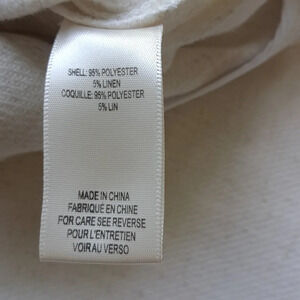 SHELL: 95% POLYESTER
5% LINEN
COQUILLE: 95% POLYESTER
5% LIN
MADE IN CHINA
FABRIQUÉ EN CHINE
FOR CARE SEE REVERSE
POUR L'ENTRETIEN
VOIR AU VERSO